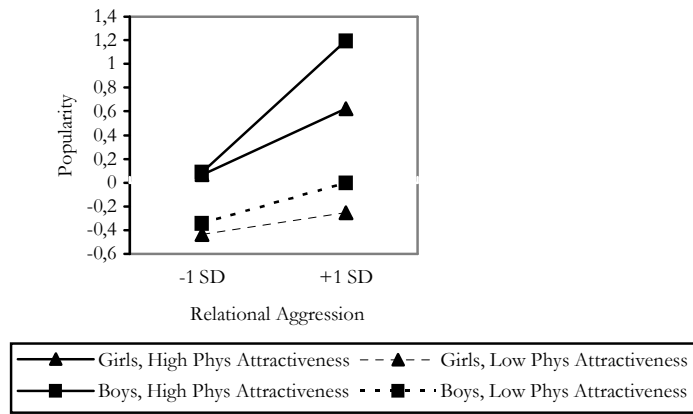 1,4
1,2
1
0,8
0,6
0,4
0,2
0
-0,2
-0,4
-0,6
Popularity
-1 SD +1 SD
Relational Aggression
Girls, High Phys Attractiveness Girls, Low Phys Attractiveness
Boys, High Phys Attractiveness Boys, Low Phys Attractiveness